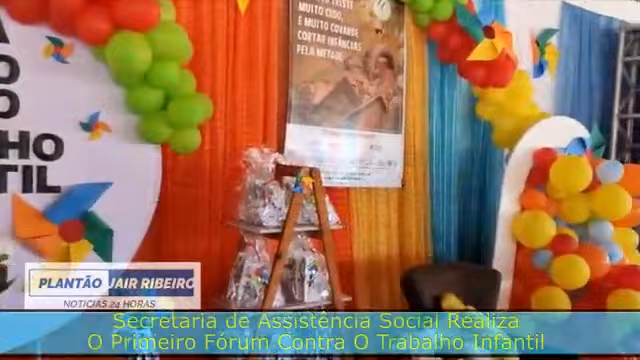 MUITO CEDO,
É MUITO COVARDE
CORTAR INFÂNCIAS
PELA METADE.
HO
TIL
PLANTÃO JAIR RIBEIRO
NOTÍCIAS 24 HORAS
Secretaria de Assistência Social Realiza
O Primeiro Fórum Contra O Trabalho Infantil